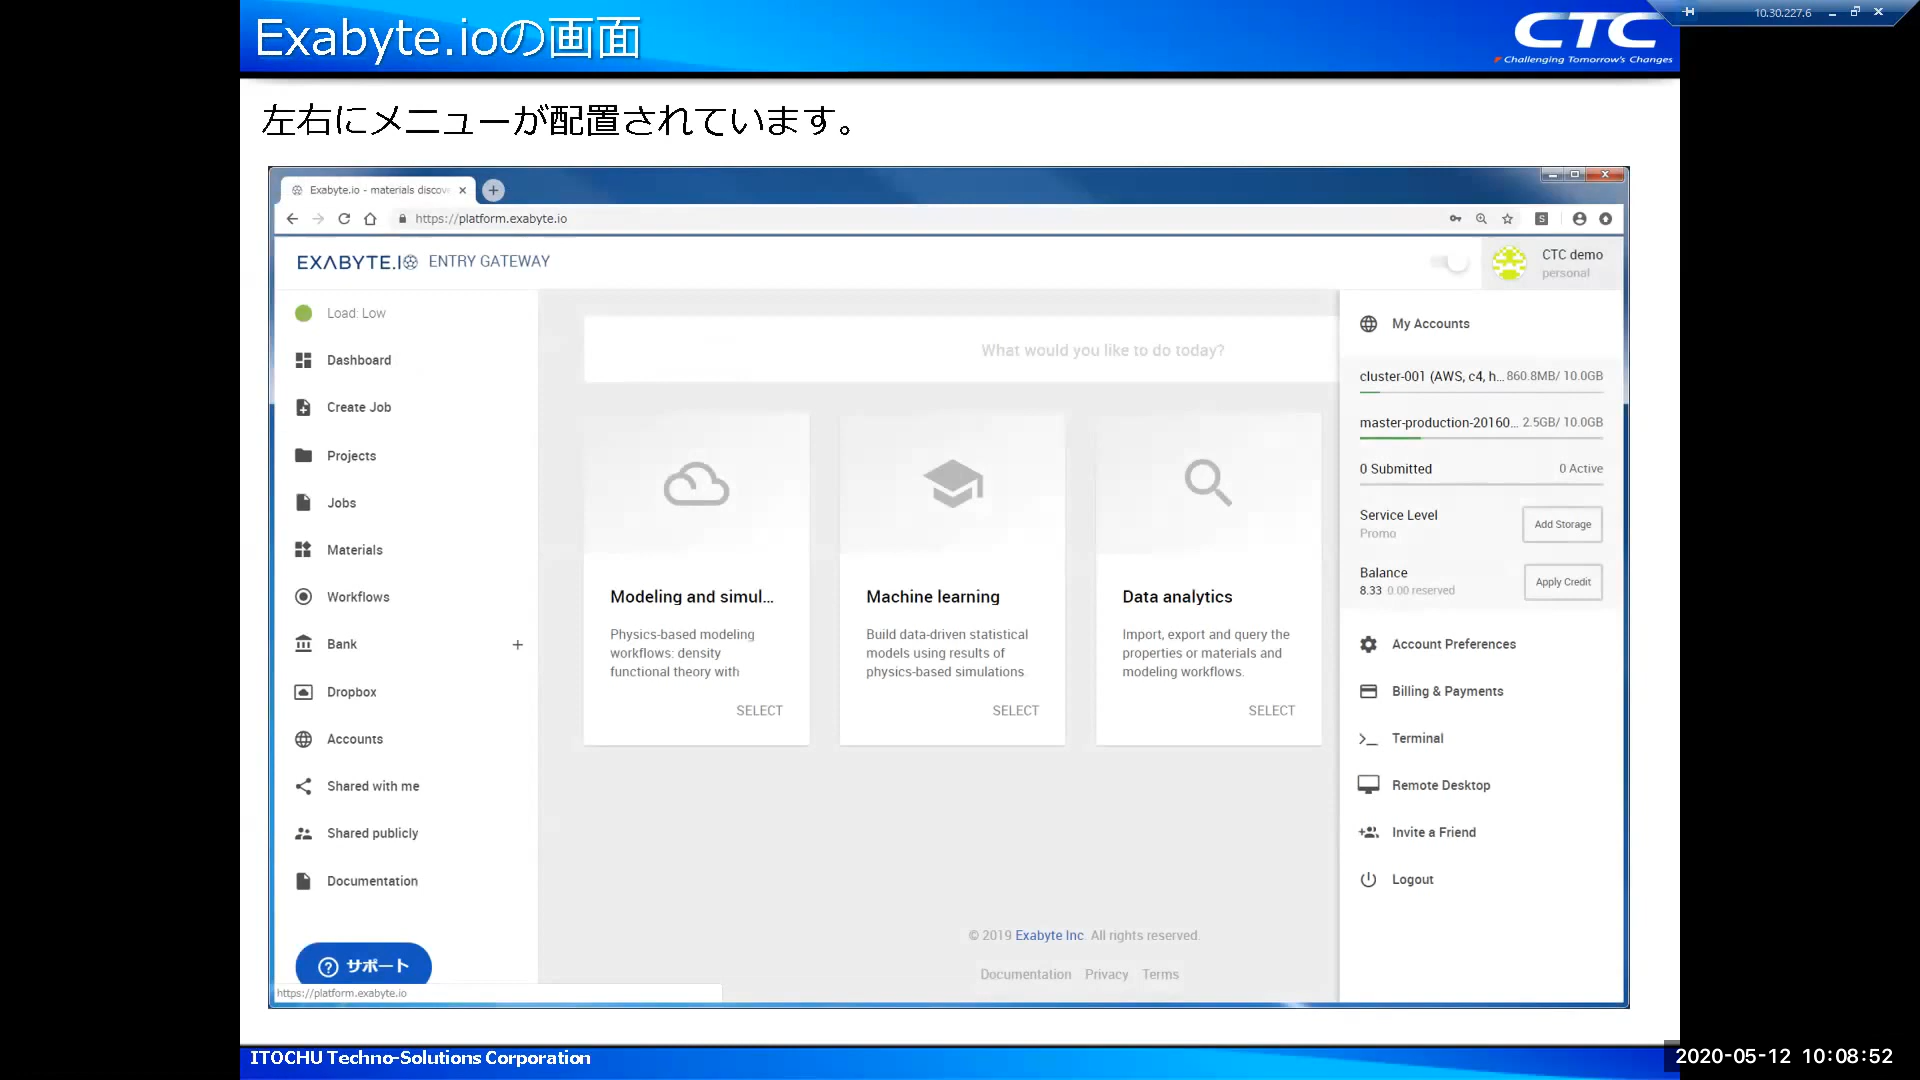 Exabyte.ioの画面
10.30.227.6
CTC
Challenging Tomorrow's Changes
左右にメニューが配置されています。
Exabyte.io - materials discov
https://platform.exabyte.io
EXABYTE.IO ENTRY GATEWAY
CTC demo
personal
Load: Low
Dashboard
Create Job
Projects
Jobs
Materials
Workflows
Bank
Dropbox
Accounts
Shared with me
Shared publicly
Documentation
サポート
https://platform.exabyte.io
What would you like to do today?
Modeling and simul...
Physics-based modeling
workflows: density
functional theory with
SELECT
Machine learning
Build data-driven statistical
models using results of
physics-based simulations
SELECT
Data analytics
Import, export and query the
properties or materials and
modeling workflows.
SELECT
© 2019 Exabyte Inc. All rights reserved.
Documentation Privacy Terms
My Accounts
cluster-001 (AWS, c4, h... 860.8MB/ 10.0GB
master-production-20160... 2.5GB/ 10.0GB
0 Submitted 0 Active
Service Level
Promo
Add Storage
Balance
8.33 0.00 reserved
Apply Credit
Account Preferences
Billing & Payments
Terminal
Remote Desktop
Invite a Friend
Logout
ITOCHU Techno-Solutions Corporation
2020-05-12 10:08:52